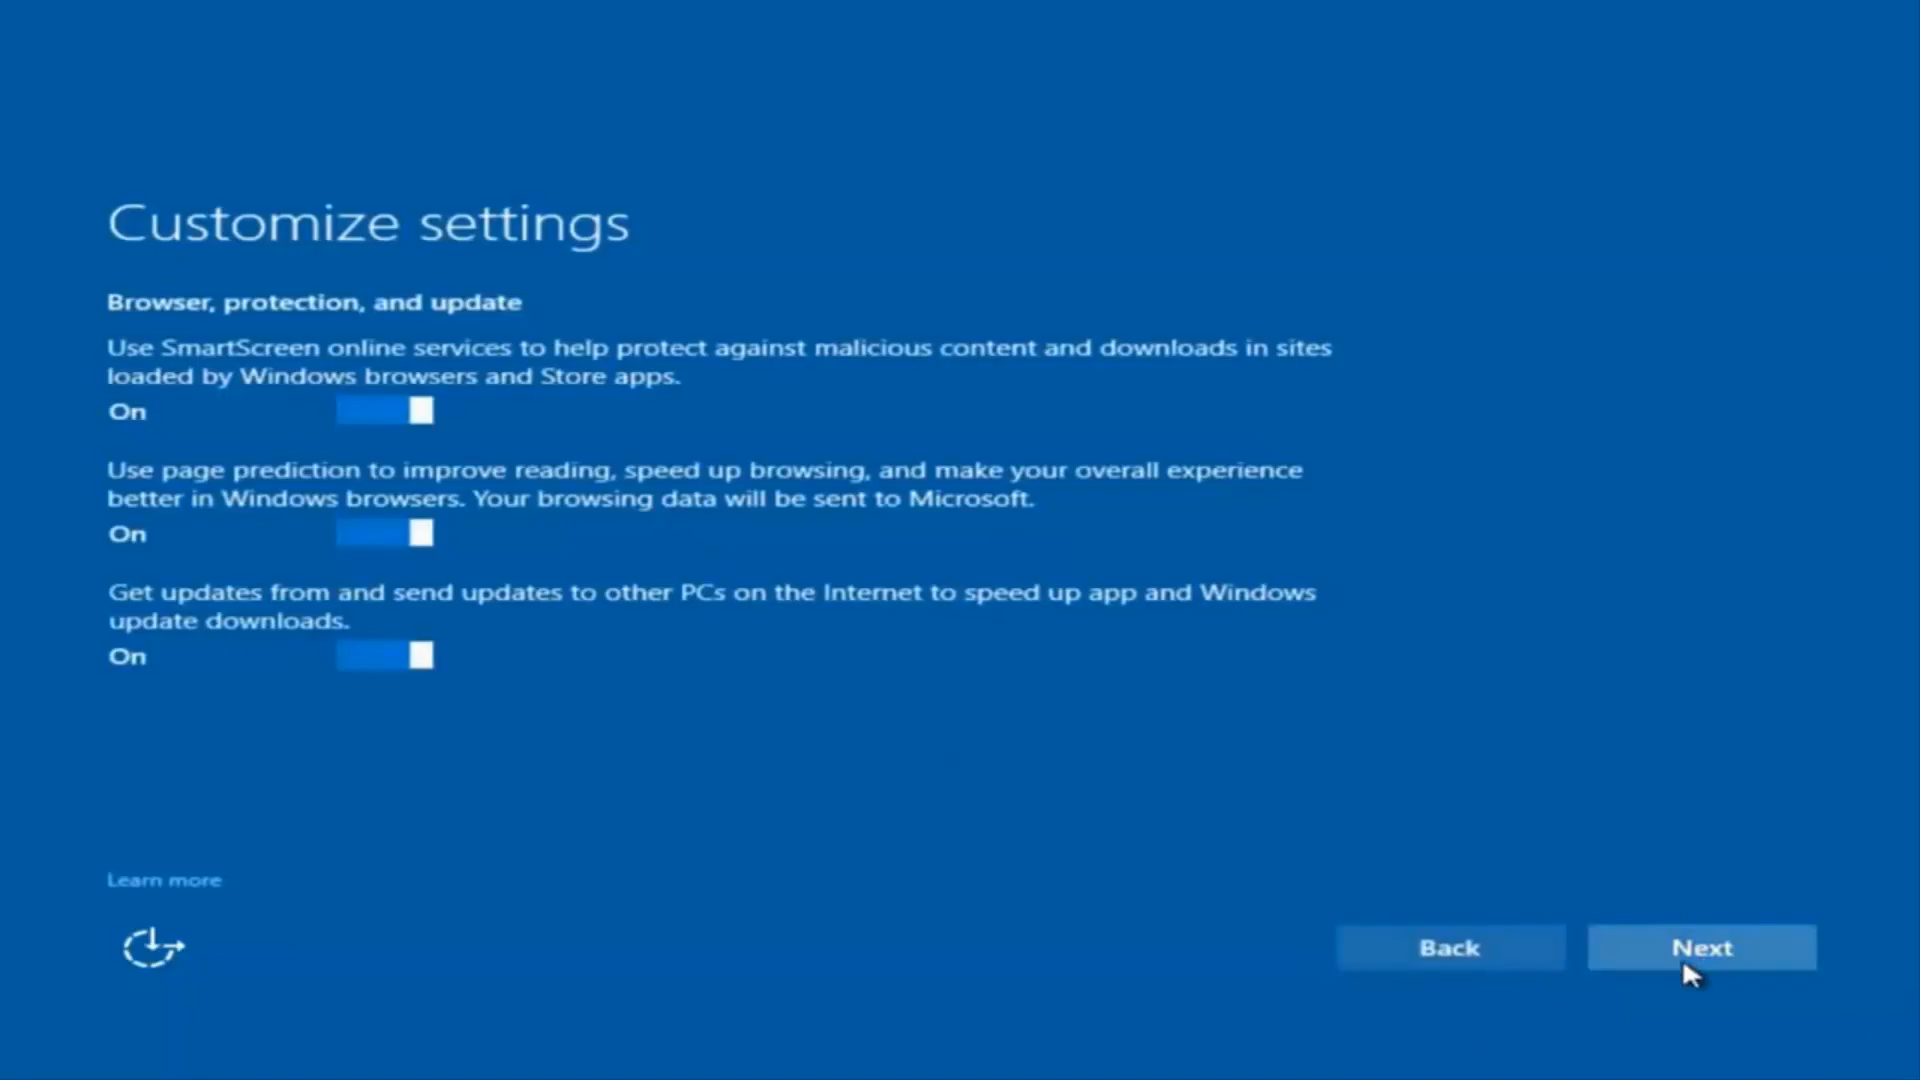 Customize settings
Browser, protection, and update
Use SmartScreen online services to help protect against malicious content and downloads in sites
loaded by Windows browsers and Store apps.
On
Use page prediction to improve reading, speed up browsing, and make your overall experience
better in Windows browsers. Your browsing data will be sent to Microsoft.
On
Get updates from and send updates to other PCs on the Internet to speed up app and Windows
update downloads.
On
Learn more
Back
Next